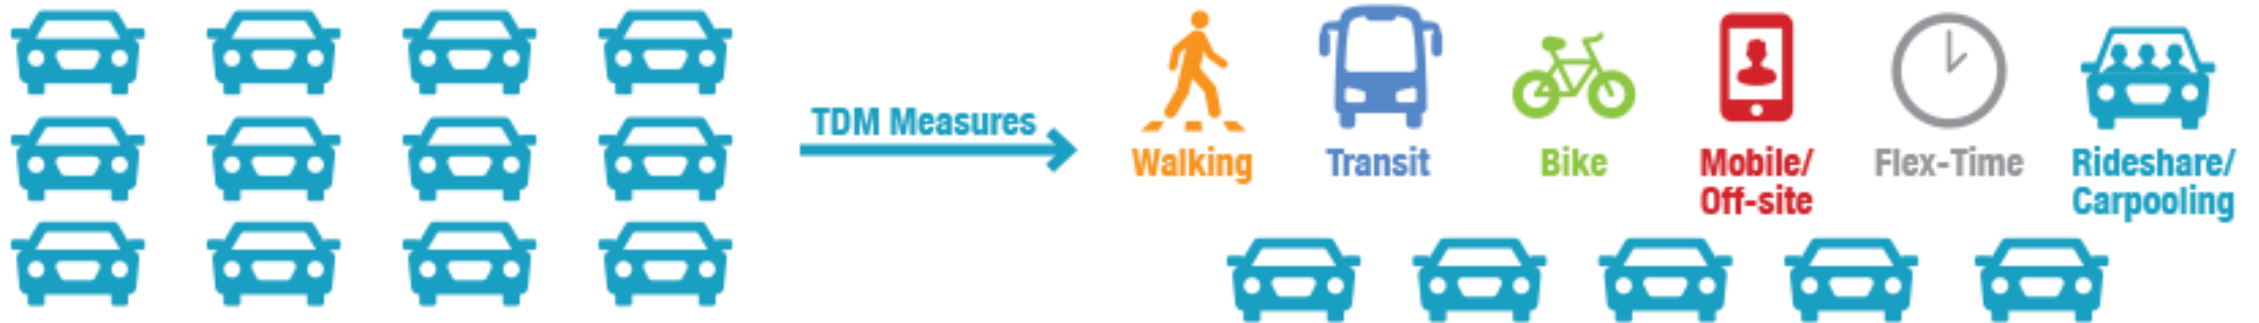 TDM Measures
Walking
Transit
Bike
Mobile/
Off-site
Flex-Time
Rideshare/
Carpooling